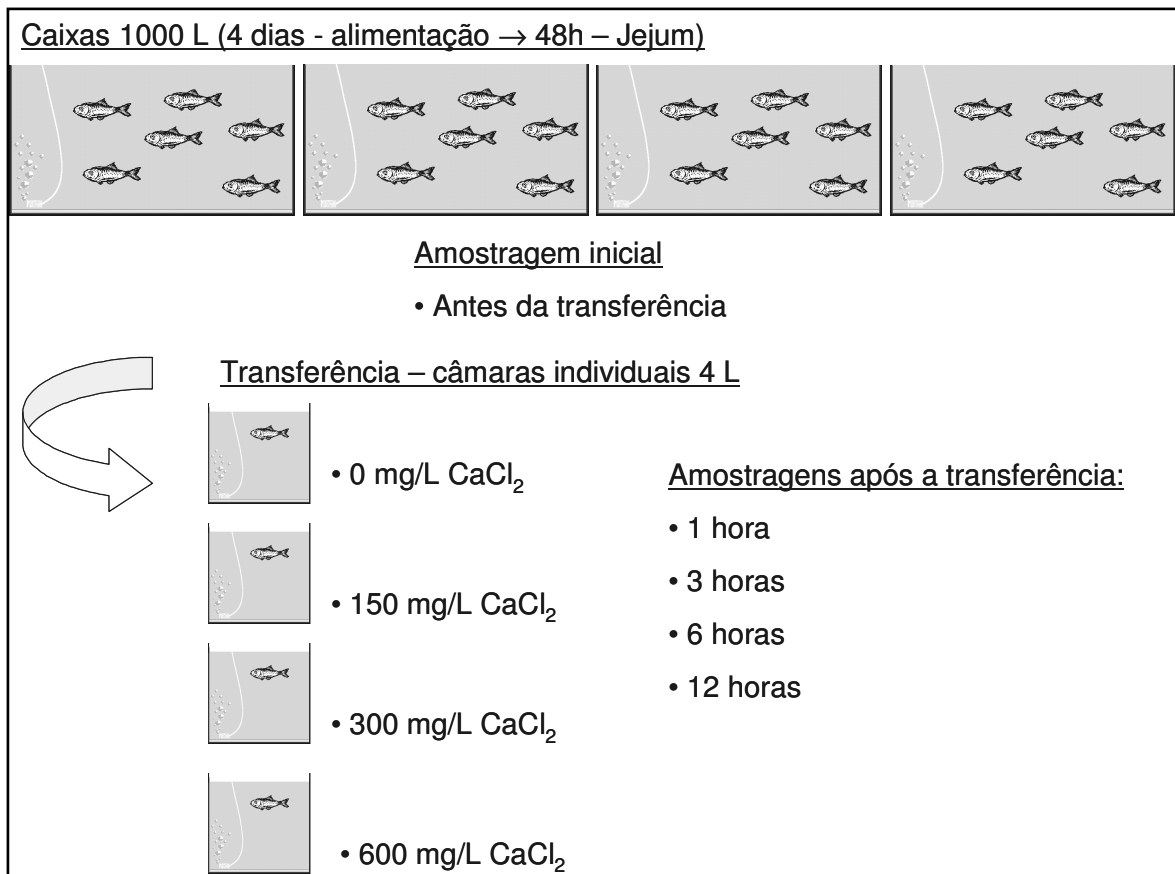 Caixas 1000 L (4 dias - alimentação → 48h – Jejum)
Amostragem inicial
• Antes da transferência
Transferência – câmaras individuais 4 L
• 0 mg/L CaCl₂
• 150 mg/L CaCl₂
• 300 mg/L CaCl₂
• 600 mg/L CaCl₂
Amostragens após a transferência:
• 1 hora
• 3 horas
• 6 horas
• 12 horas